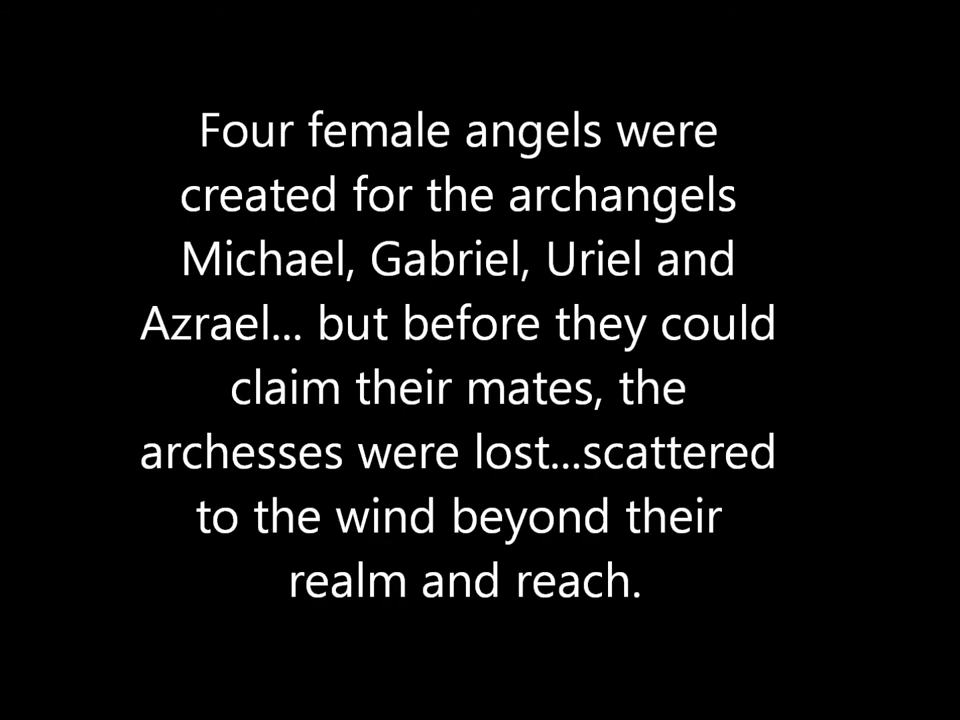 Four female angels were
created for the archangels
Michael, Gabriel, Uriel and
Azrael... but before they could
claim their mates, the
archesses were lost...scattered
to the wind beyond their
realm and reach.